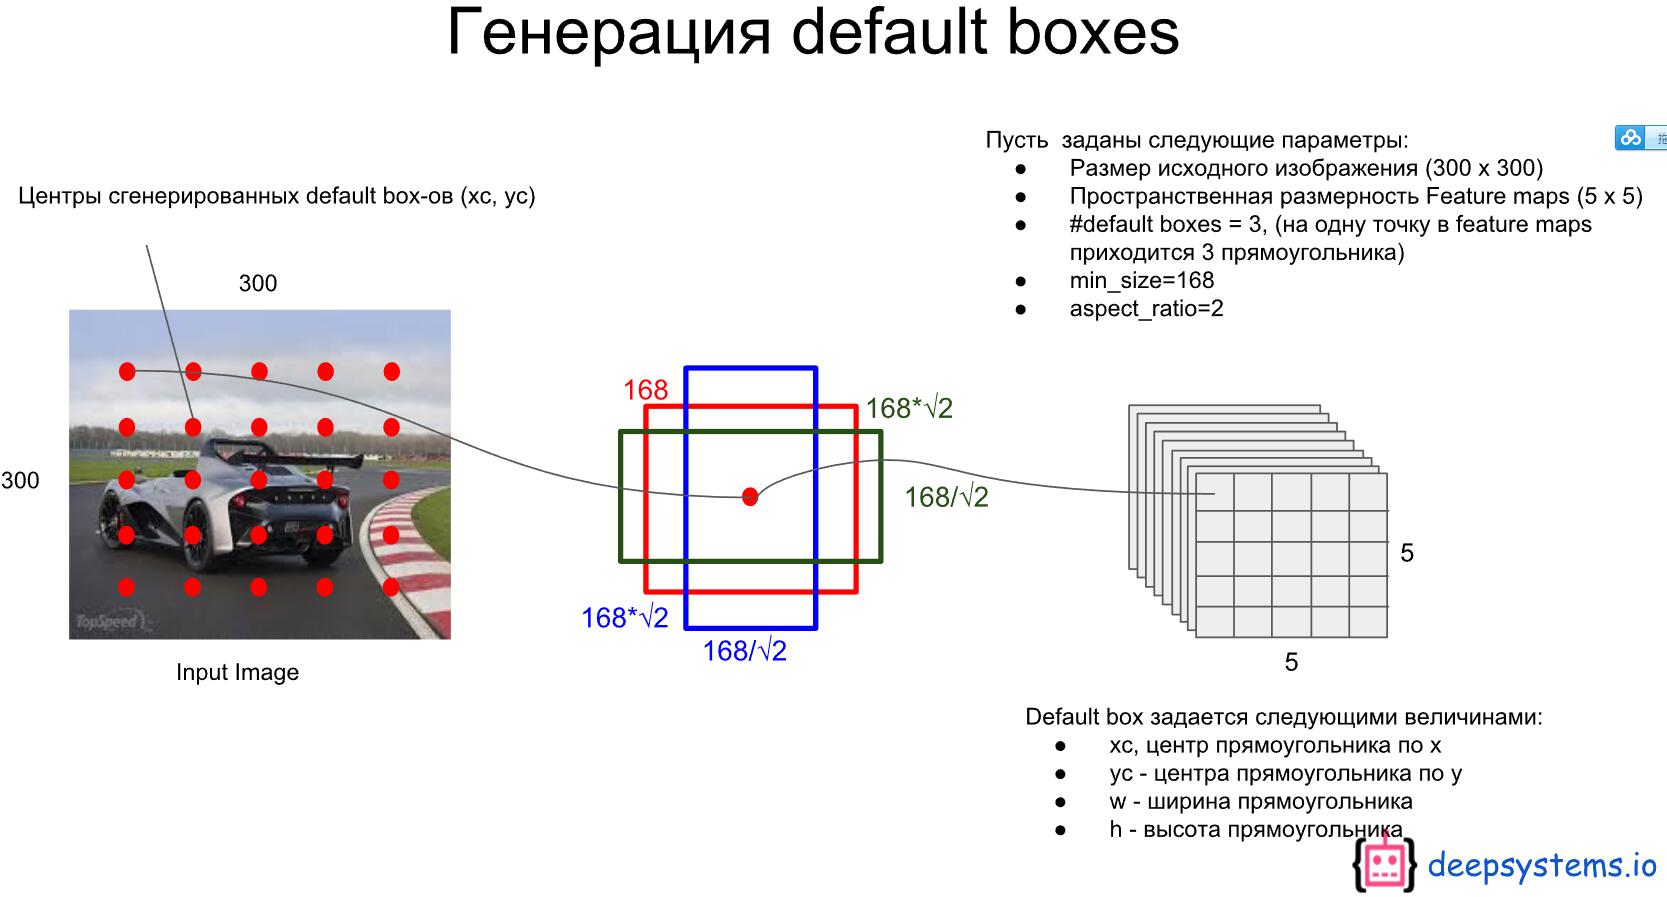 Генерация default boxes
Пусть заданы следующие параметры:
● Размер исходного изображения (300 x 300)
● Пространственная размерность Feature maps (5 x 5)
● #default boxes = 3, (на одну точку в feature maps
приходится 3 прямоугольника)
● min_size=168
● aspect_ratio=2
Центры сгенерированных default box-ов (xc, yc)
300
300
TopSpeed
Input Image
168
168*√2
168/√2
168*√2
168/√2
5
5
Default box задается следующими величинами:
● xc, центр прямоугольника по x
● yc - центра прямоугольника по y
● w - ширина прямоугольника
● h - высота прямоугольника
deepsystems.io